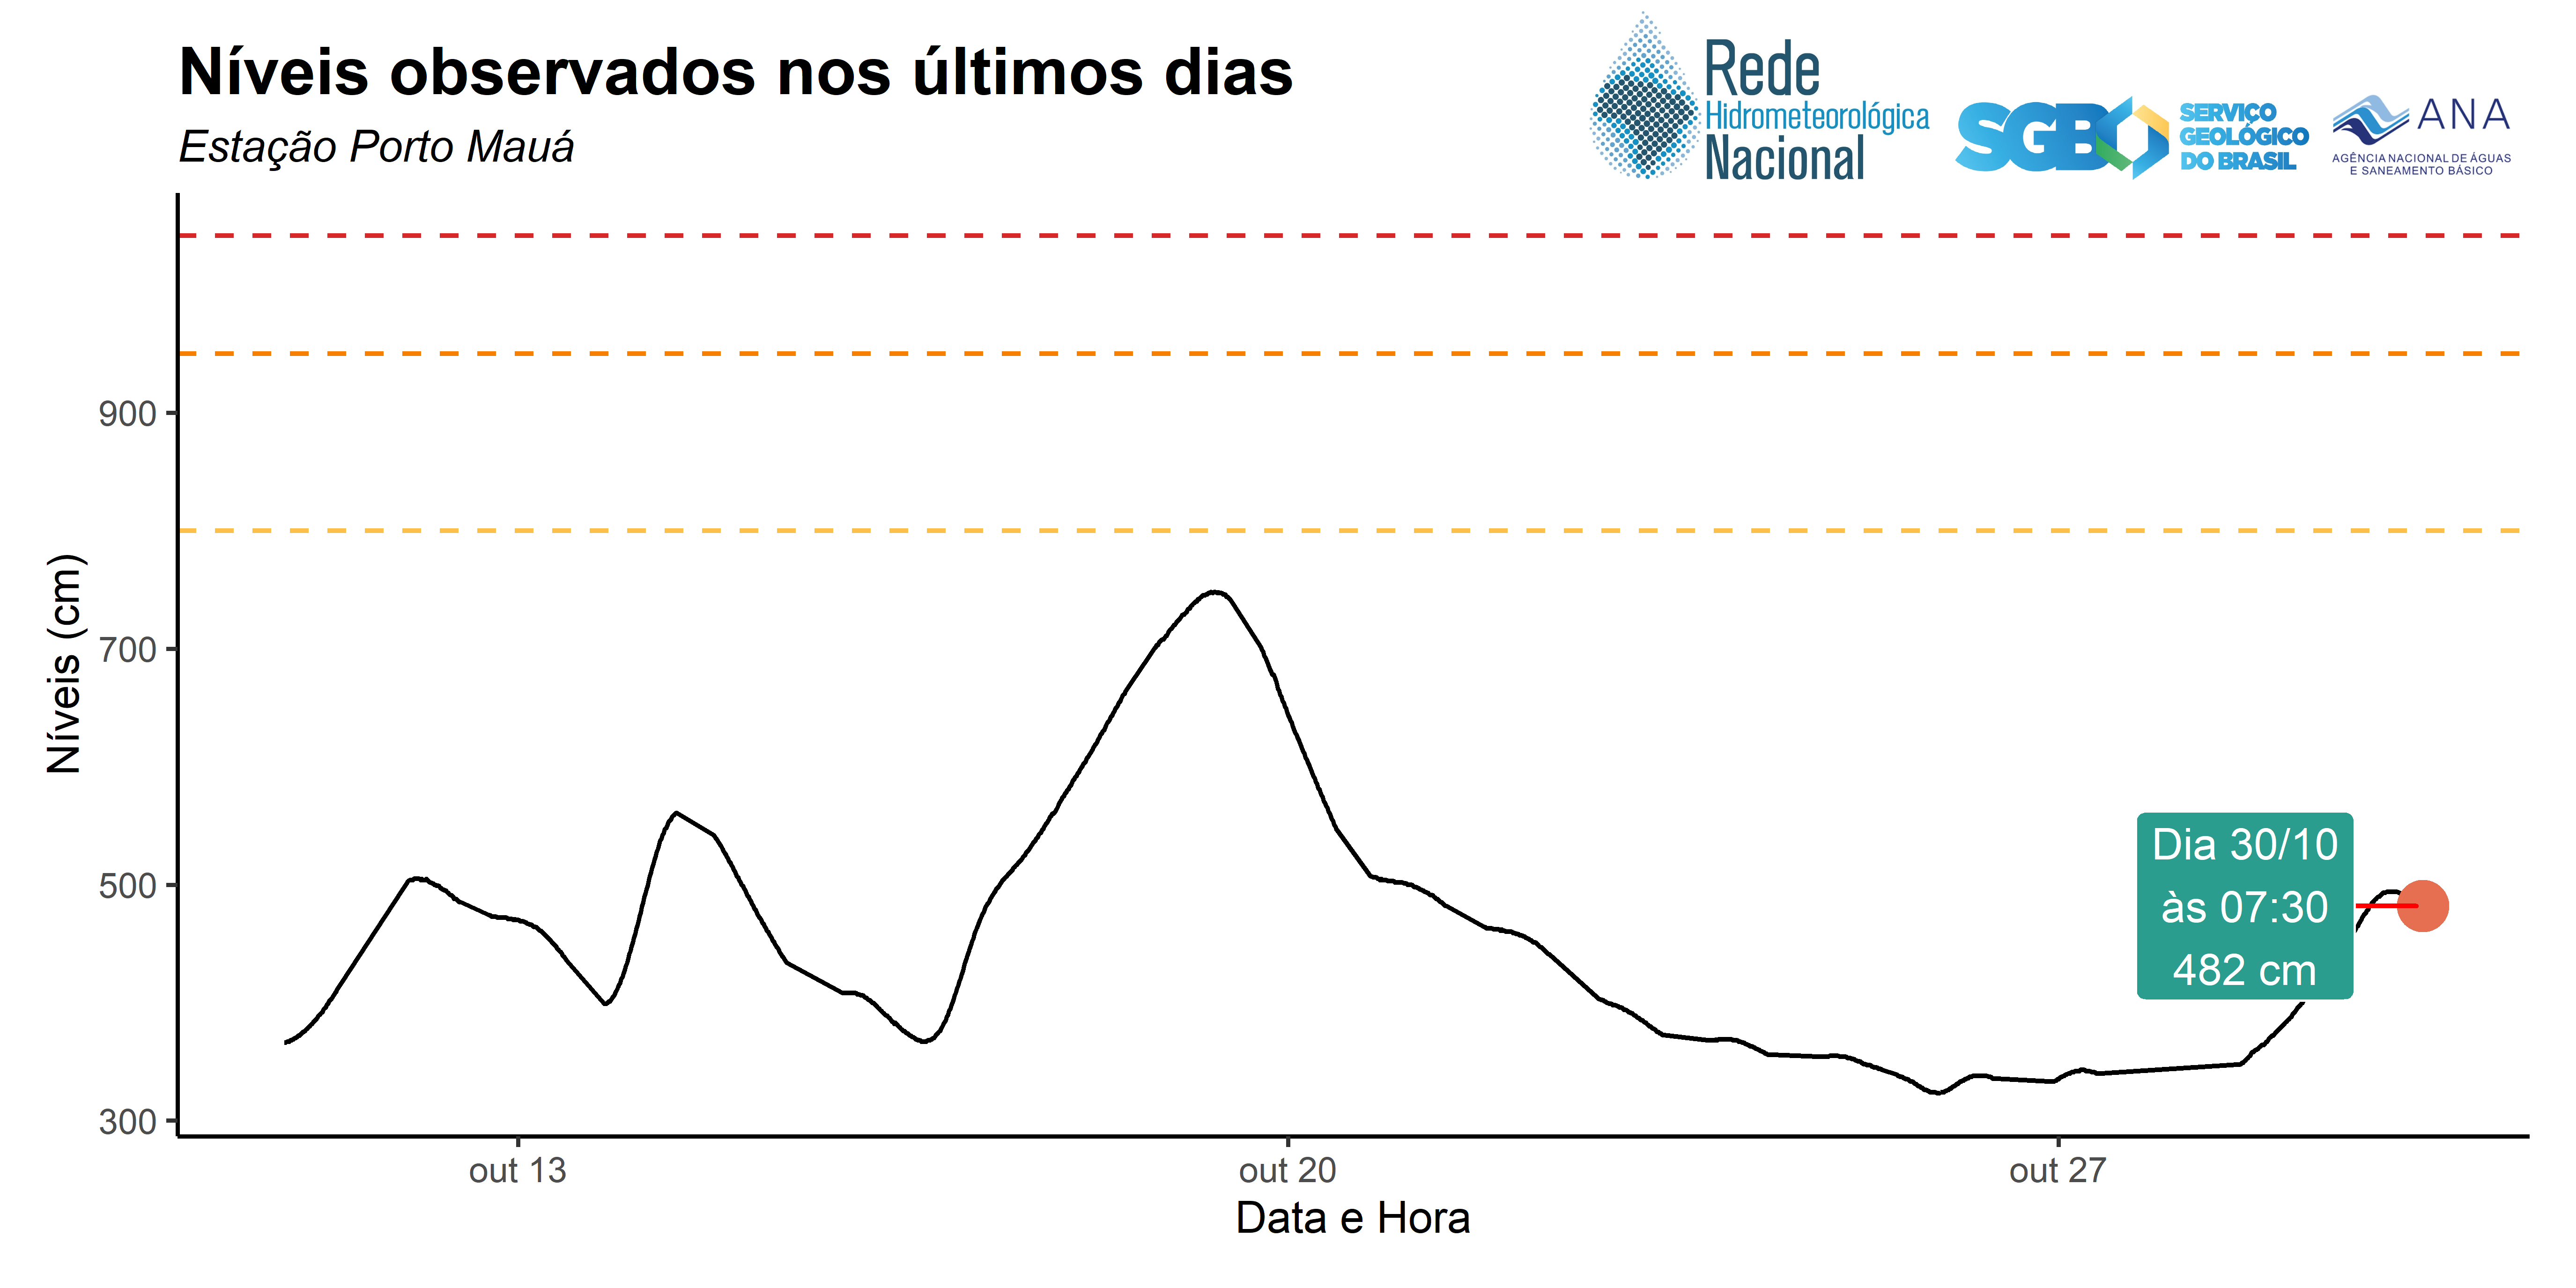 Níveis observados nos últimos dias
Estação Porto Mauá
Rede
Hidrometeorológica
Nacional
SGB
SERVIÇO
GEOLÓGICO
DO BRASIL
ANA
AGÊNCIA NACIONAL DE ÁGUAS
E SANEAMENTO BÁSICO
Níveis (cm)
900
700
500
300
Dia 30/10
às 07:30
482 cm
out 13
out 20
out 27
Data e Hora